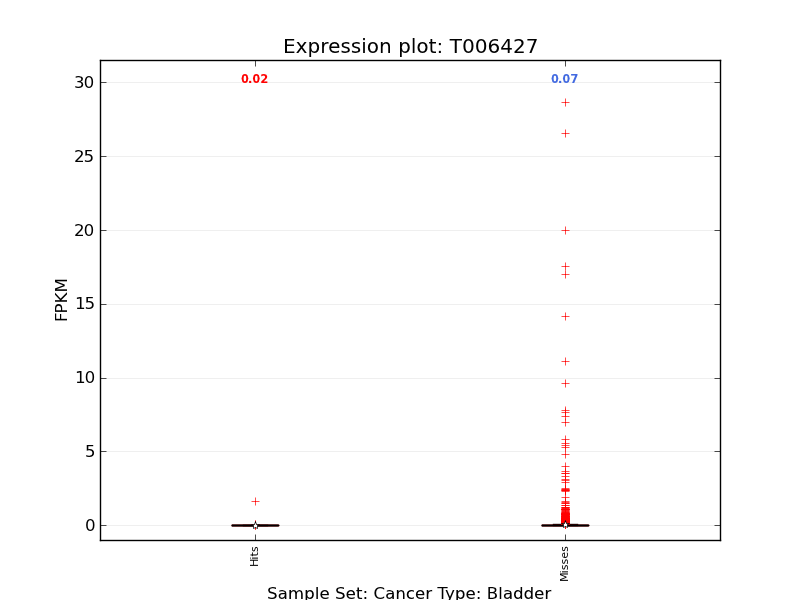 Expression plot: T006427
0.02
0.07
30
25
20
15
10
5
0
FPKM
Hits
Misses
Sample Set: Cancer Type: Bladder